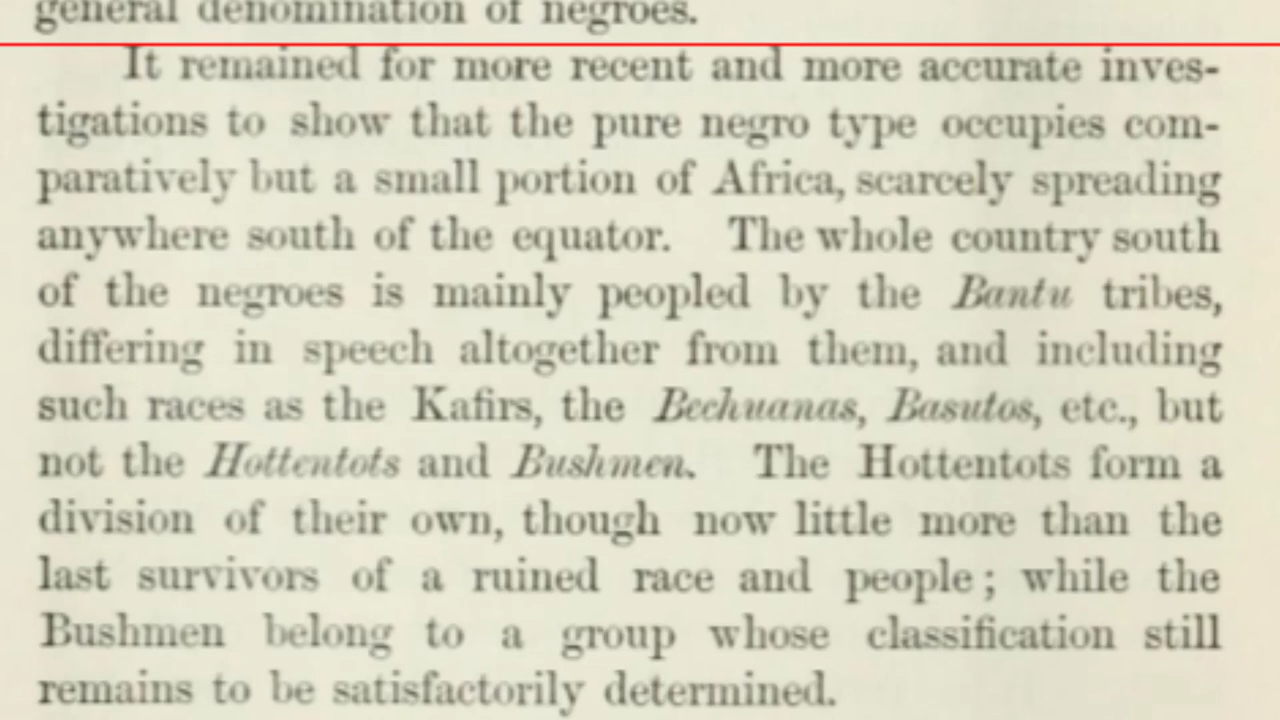 general denomination of negroes.
It remained for more recent and more accurate inves-
tigations to show that the pure negro type occupies com-
paratively but a small portion of Africa, scarcely spreading
anywhere south of the equator. The whole country south
of the negroes is mainly peopled by the Bantu tribes,
differing in speech altogether from them, and including
such races as the Kafirs, the Bechuanas, Basutos, etc., but
not the Hottentots and Bushmen. The Hottentots form a
division of their own, though now little more than the
last survivors of a ruined race and people; while the
Bushmen belong to a group whose classification still
remains to be satisfactorily determined.